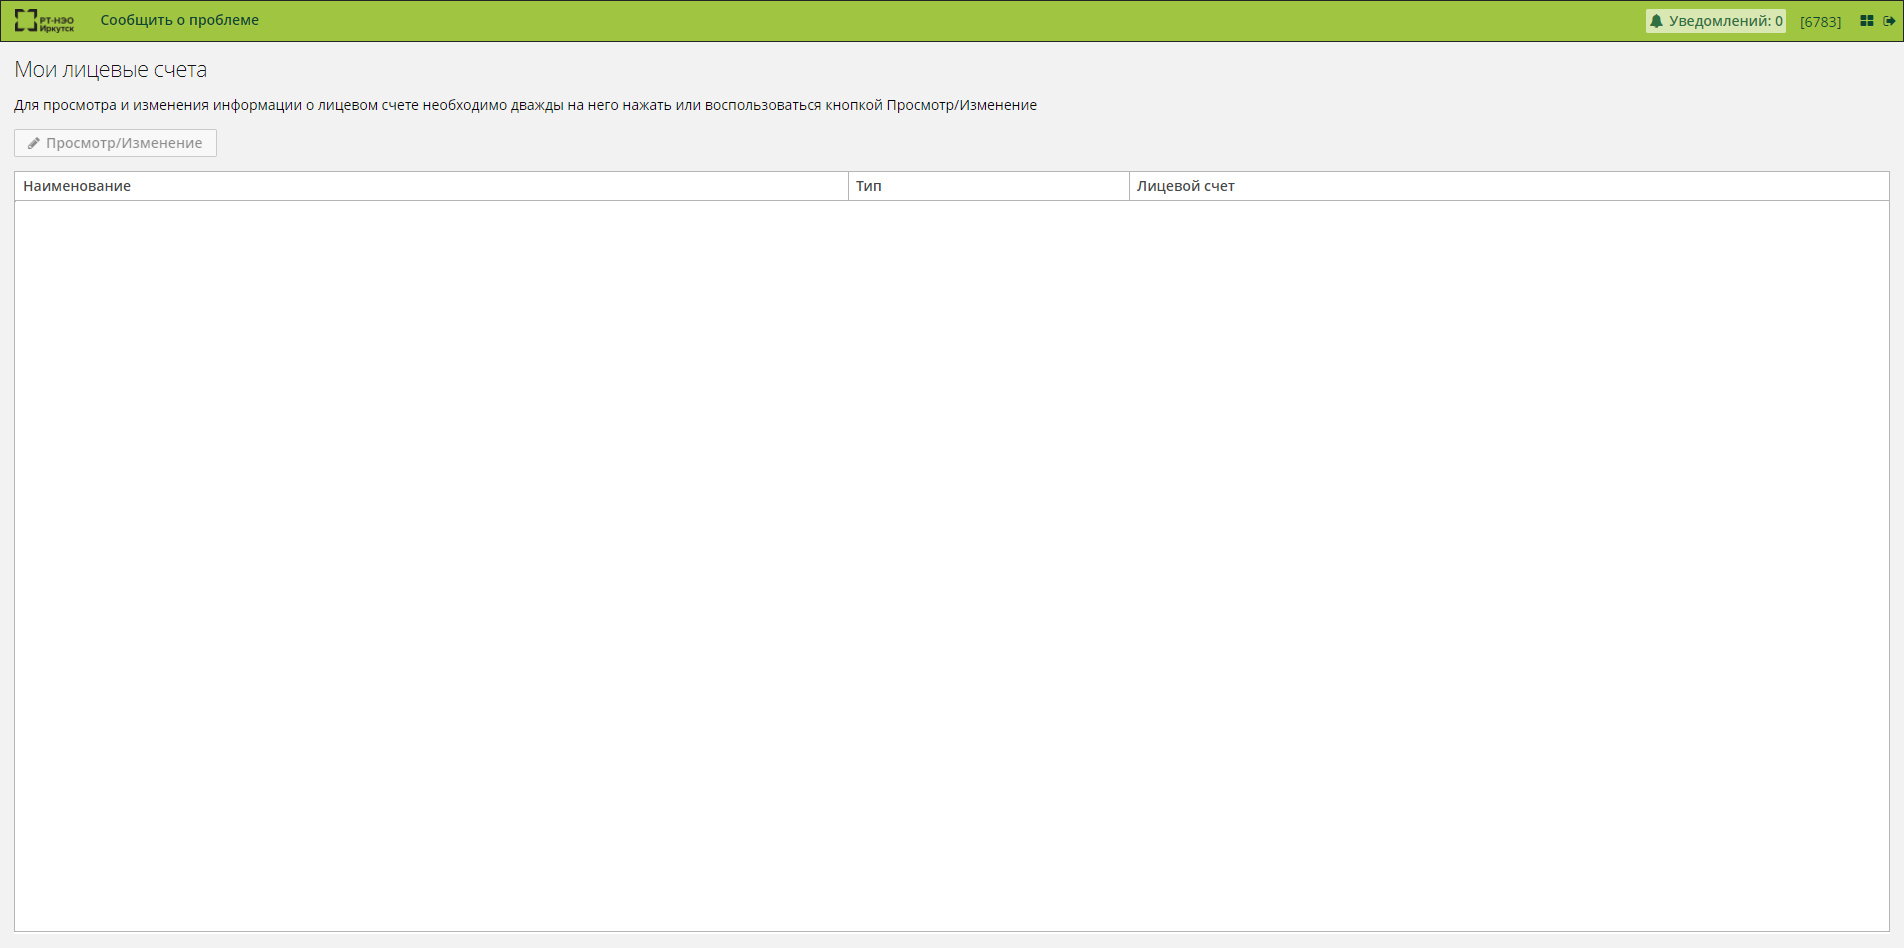 РТ-НЭО
Иркутск
Сообщить о проблеме
Уведомлений: 0
[6783]
Мои лицевые счета
Для просмотра и изменения информации о лицевом счете необходимо дважды на него нажать или воспользоваться кнопкой Просмотр/Изменение
Просмотр/Изменение
Наименование
Тип
Лицевой счет